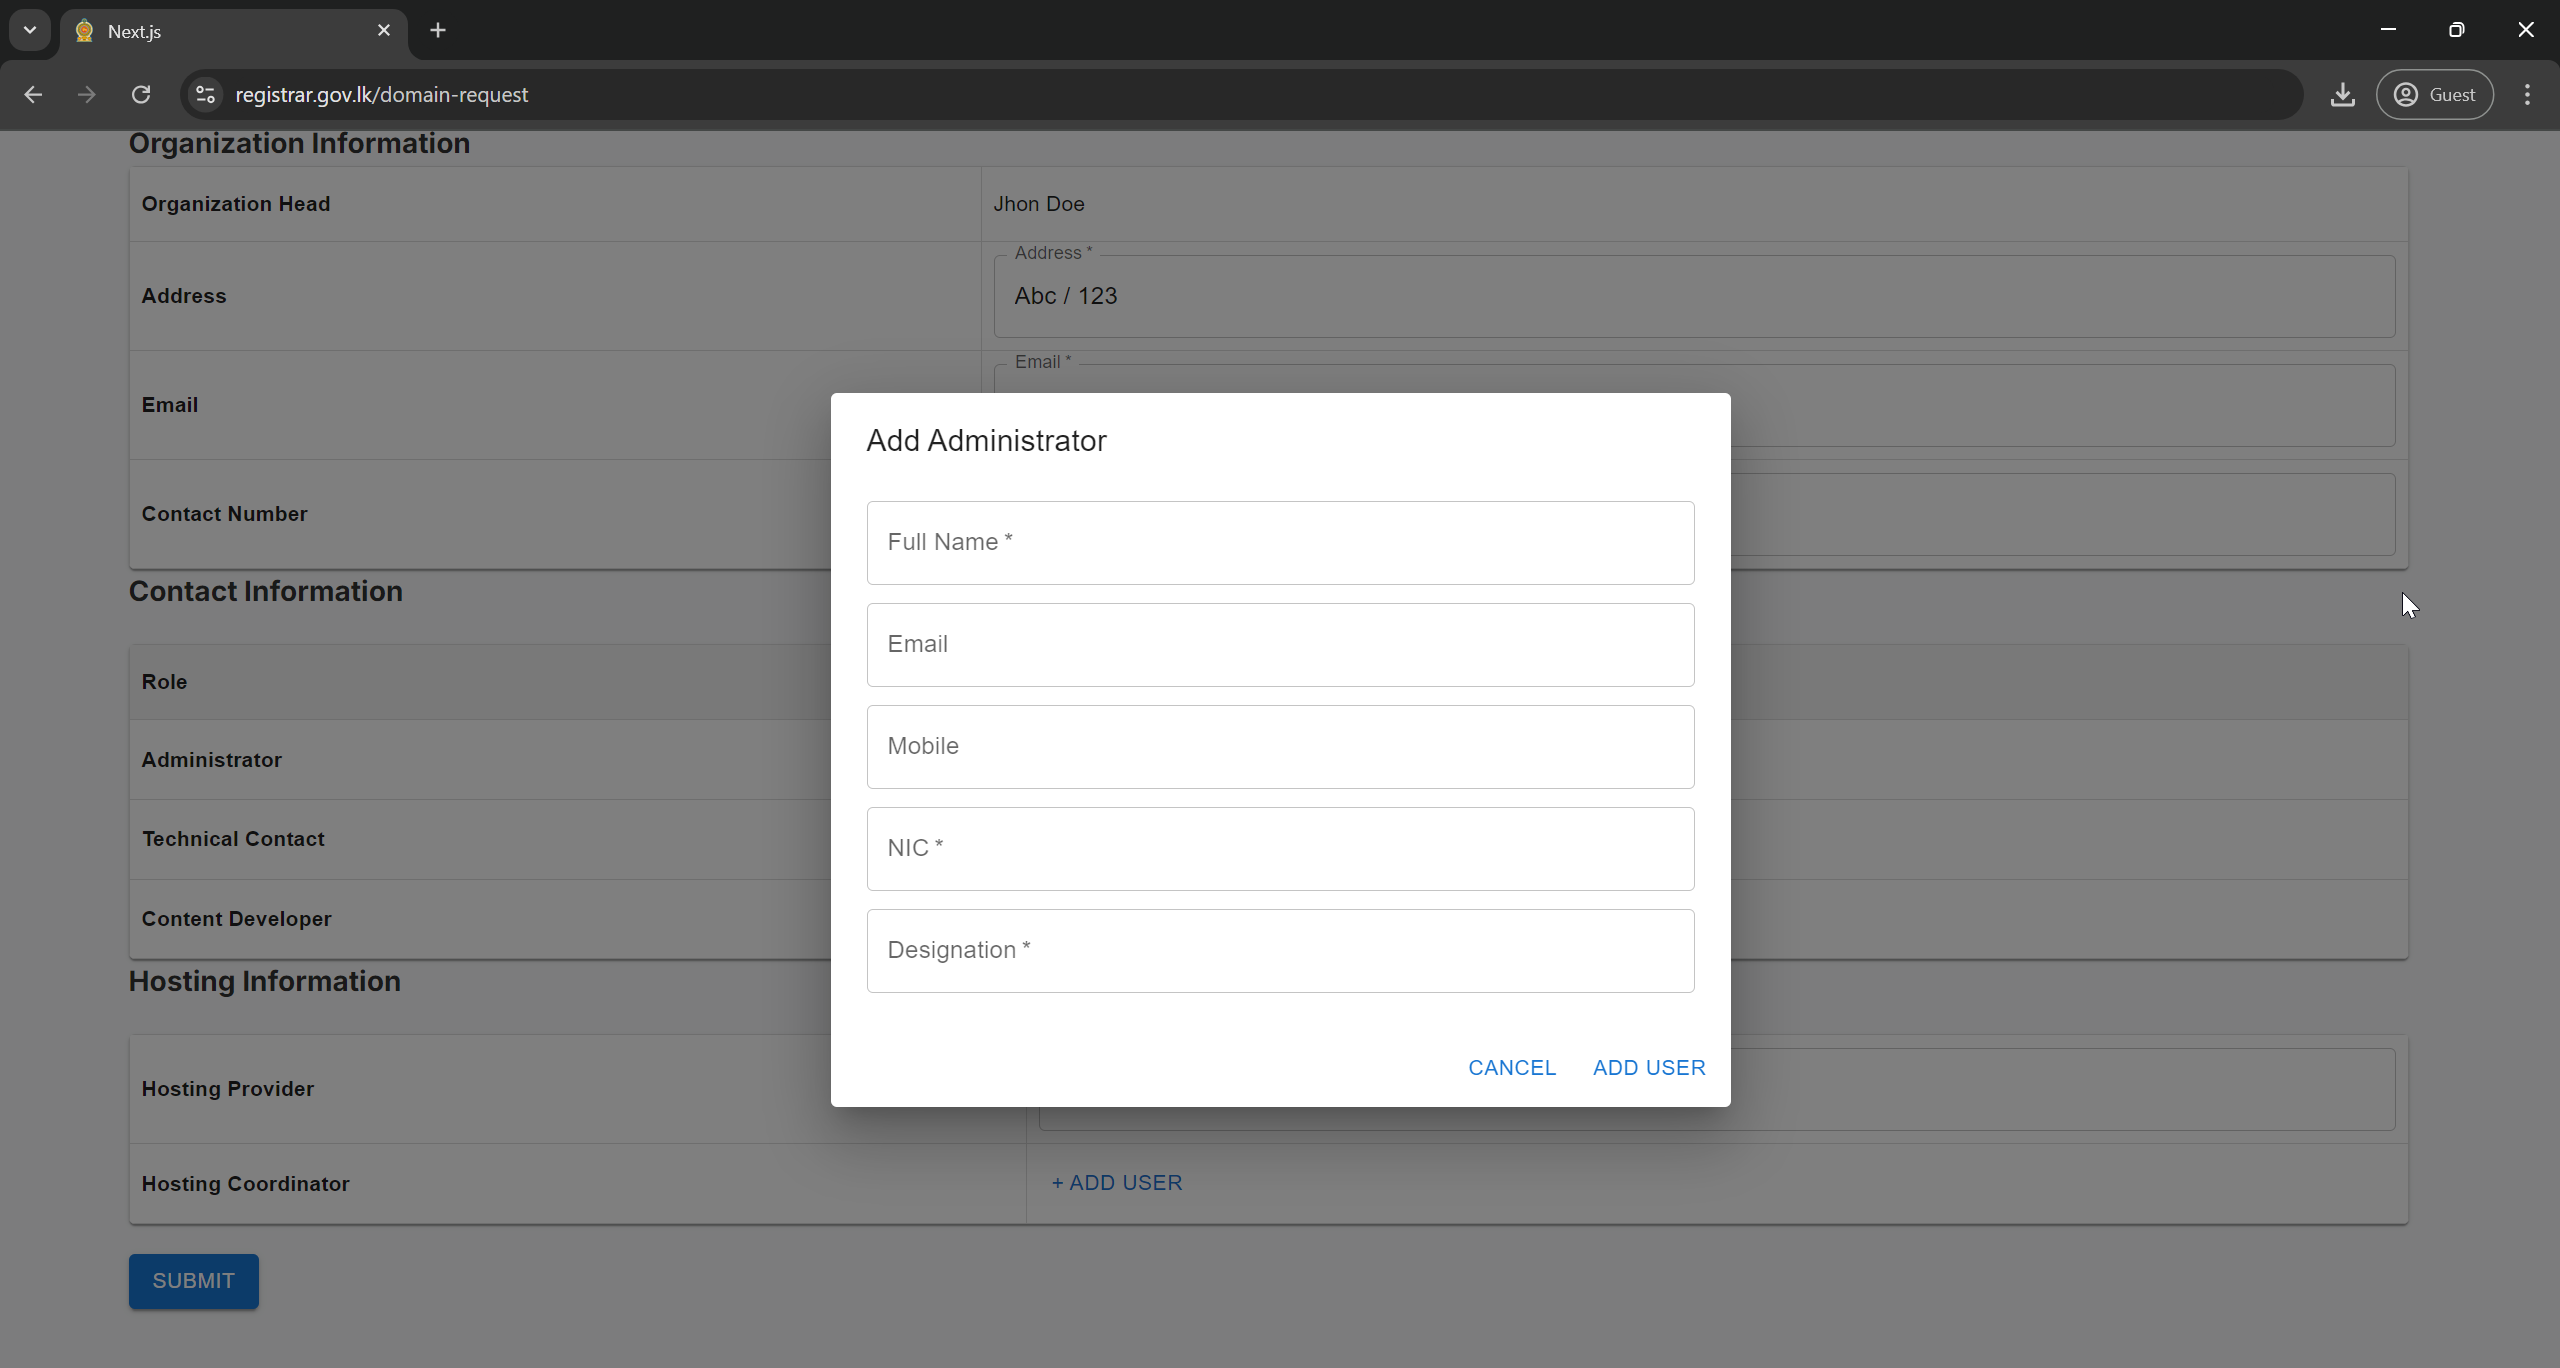 Next.js
registrar.gov.lk/domain-request
Guest
Organization Information
Organization Head
Jhon Doe
Address *
Address
Abc / 123
Email *
Email
Contact Number
Add Administrator
Full Name *
Email
Mobile
NIC *
Designation *
CANCEL
ADD USER
Contact Information
Role
Administrator
Technical Contact
Content Developer
Hosting Information
Hosting Provider
Hosting Coordinator
+ ADD USER
SUBMIT